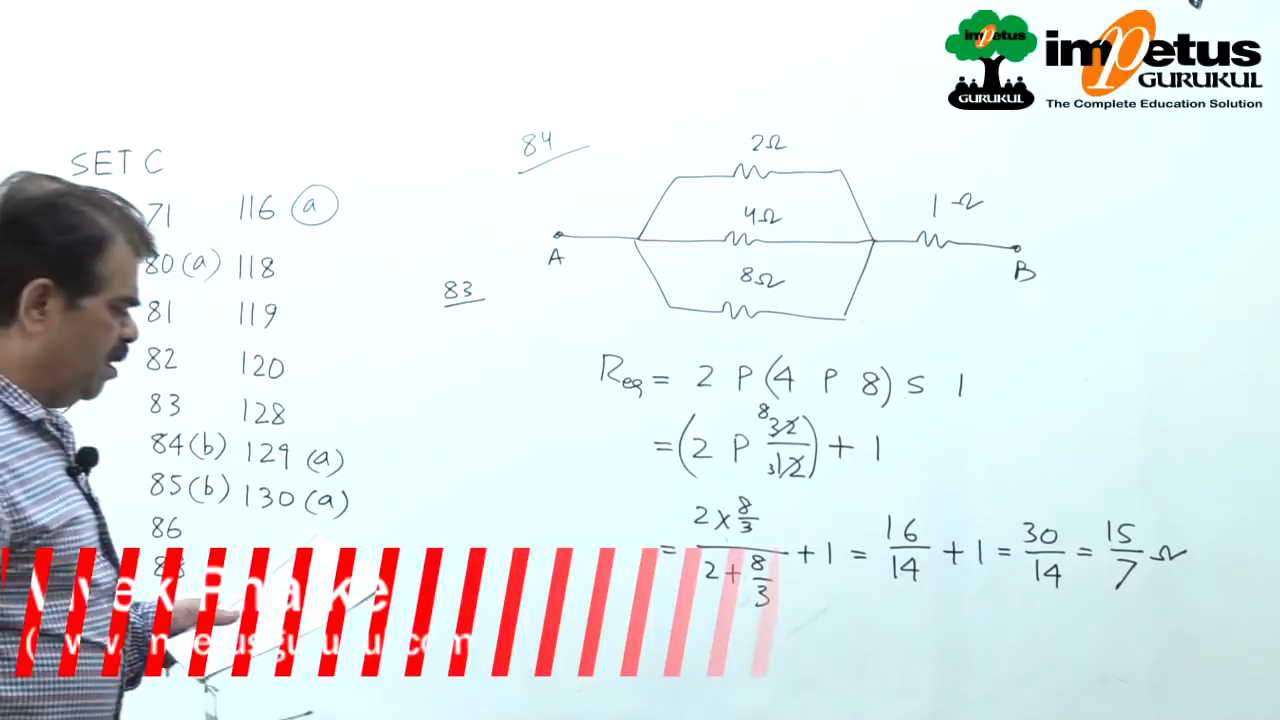 impetus
GURUKUL
impetus
GURUKUL
The Complete Education Solution
SET C
71
80 (a)
81
82
83
84 (b)
85 (b)
86
116 (a)
118
119
120
128
129 (a)
130 (a)
84
2Ω
4Ω
8Ω
1Ω
A
B
83
Req = 2 P (4 P 8) S 1
= (2 P 8 32/3 12) + 1
= (2 × 8/3)/(2 + 8/3) + 1 = 16/14 + 1 = 30/14 = 15/7 Ω